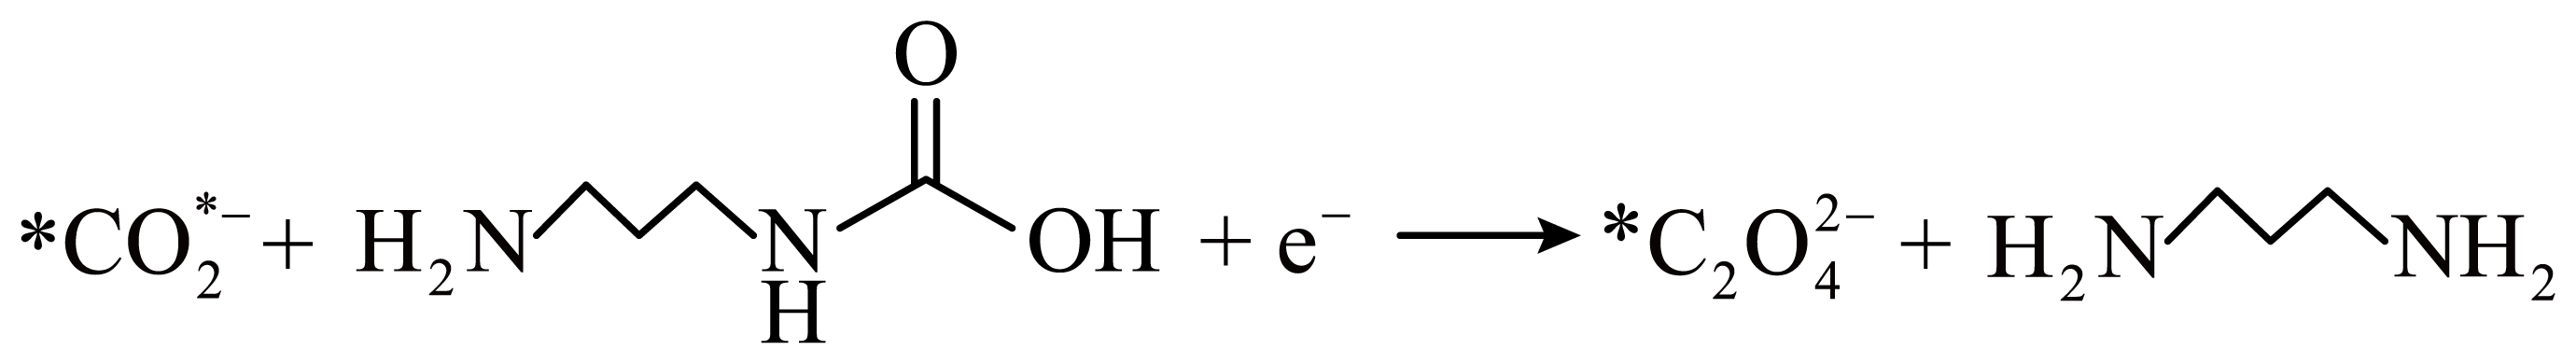 O
*CO2*− + H2N N H OH + e− *C2O42− + H2N NH2